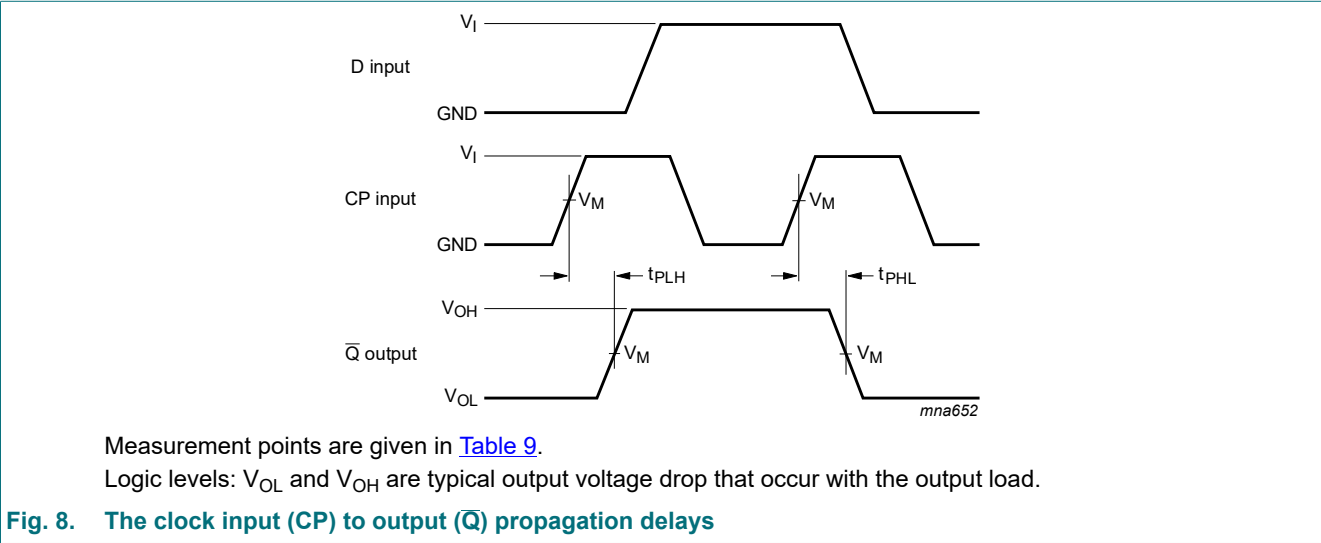 V_I
D input
GND
V_I
CP input
V_M
V_M
GND
t_PLH
t_PHL
V_OH
Q̅ output
V_M
V_M
V_OL
mna652
Measurement points are given in Table 9.
Logic levels: V_OL and V_OH are typical output voltage drop that occur with the output load.
Fig. 8. The clock input (CP) to output (Q̅) propagation delays